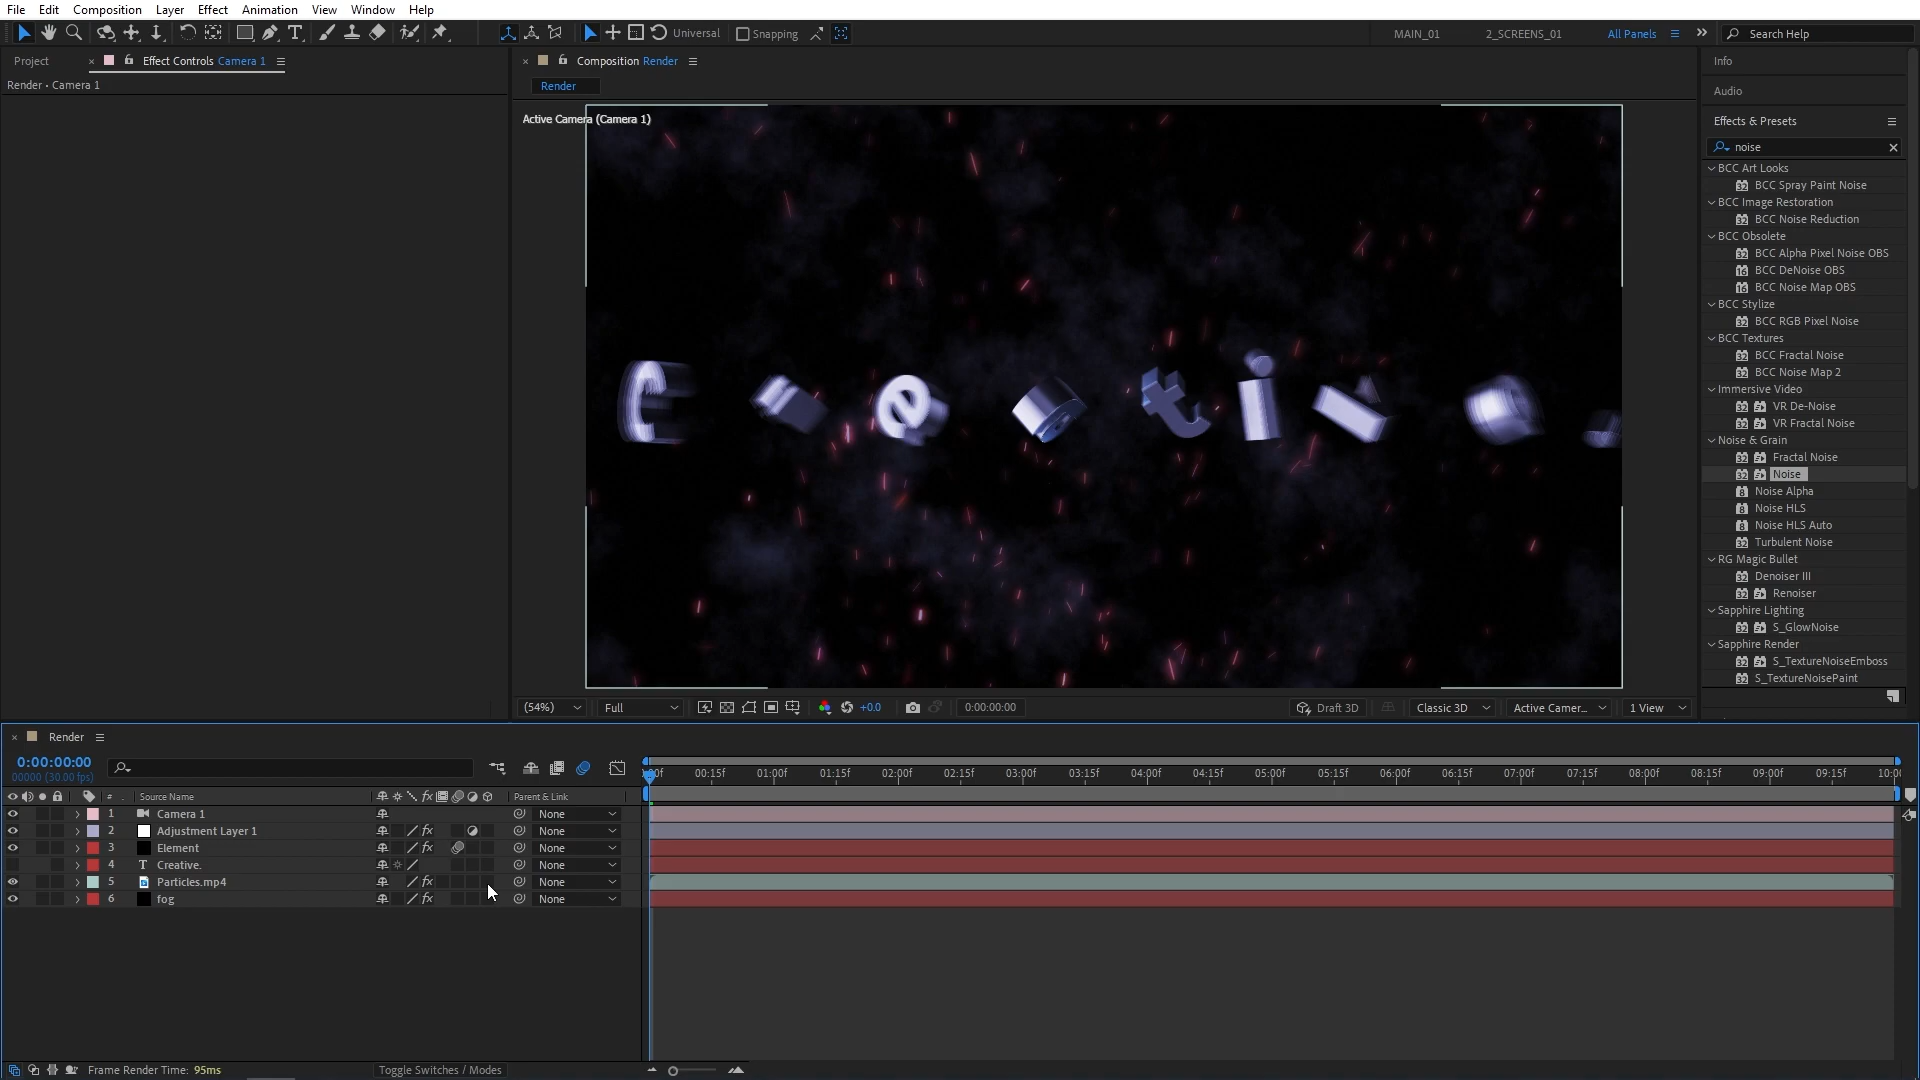 File Edit Composition Layer Effect Animation View Window Help
Universal Snapping MAIN_01 2_SCREENS_01 All Panels Search Help
Project Effect Controls Camera 1
Render • Camera 1
Composition Render
Render
Active Camera (Camera 1)
Creative
(54%) Full +0.0 0:00:00:00 Draft 3D Classic 3D Active Camer... 1 View
Info
Audio
Effects & Presets
noise
BCC Art Looks
BCC Spray Paint Noise
BCC Image Restoration
BCC Noise Reduction
BCC Obsolete
BCC Alpha Pixel Noise OBS
BCC DeNoise OBS
BCC Noise Map OBS
BCC Stylize
BCC RGB Pixel Noise
BCC Textures
BCC Fractal Noise
BCC Noise Map 2
Immersive Video
VR De-Noise
VR Fractal Noise
Noise & Grain
Fractal Noise
Noise
Noise Alpha
Noise HLS
Noise HLS Auto
Turbulent Noise
RG Magic Bullet
Denoiser III
Renoiser
Sapphire Lighting
S_GlowNoise
Sapphire Render
S_TextureNoiseEmboss
S_TextureNoisePaint
Render
0:00:00:00
00000 (30.00 fps)
00:15f 01:00f 01:15f 02:00f 02:15f 03:00f 03:15f 04:00f 04:15f 05:00f 05:15f 06:00f 06:15f 07:00f 07:15f 08:00f 08:15f 09:00f 09:15f 10:0
# Source Name fx Parent & Link
1 Camera 1 None
2 Adjustment Layer 1 fx None
3 Element fx None
4 T Creative. None
5 Particles.mp4 fx None
6 fog fx None
Frame Render Time: 95ms Toggle Switches / Modes